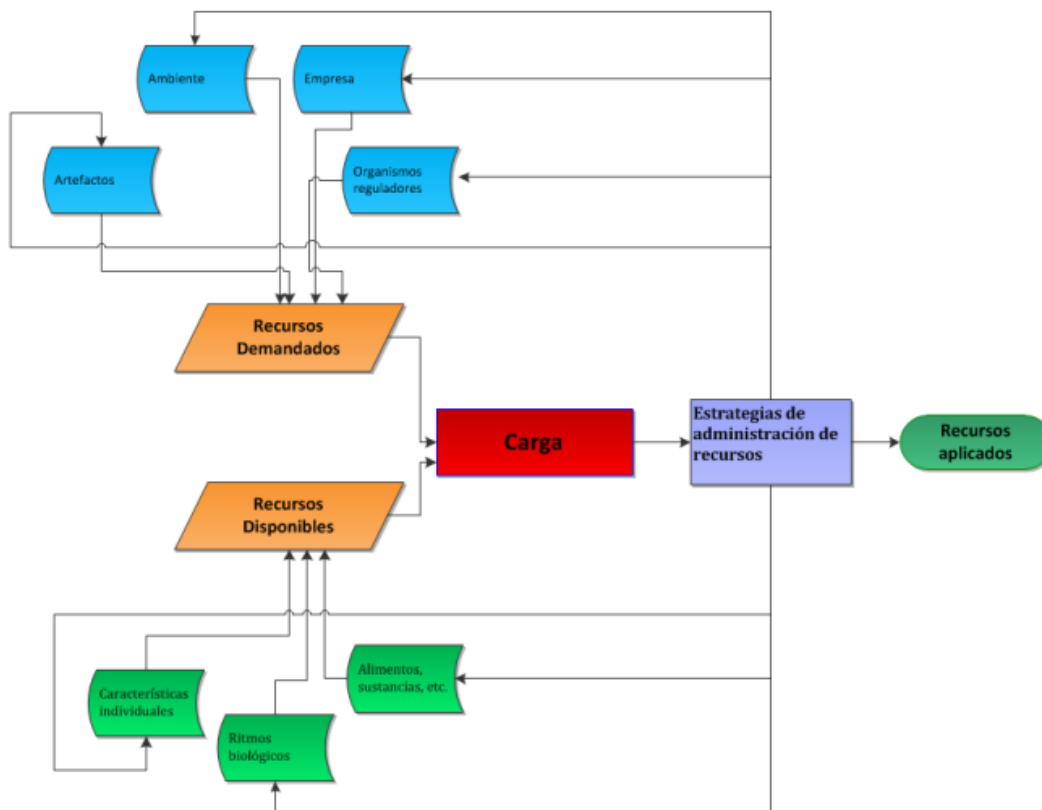 Ambiente
Empresa
Artefactos
Organismos
reguladores
Recursos
Demandados
Carga
Estrategias de
administración de
recursos
Recursos
aplicados
Recursos
Disponibles
Características
individuales
Alimentos,
sustancias, etc.
Ritmos
biológicos